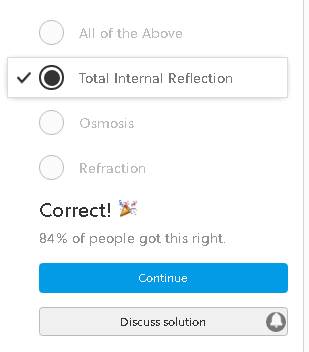 All of the Above
Total Internal Reflection
Osmosis
Refraction
Correct! 🎉
84% of people got this right.
Continue
Discuss solution